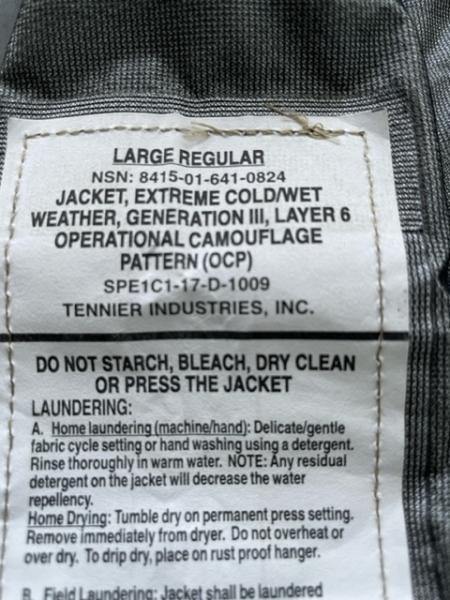 LARGE REGULAR
NSN: 8415-01-641-0824
JACKET, EXTREME COLD/WET
WEATHER, GENERATION III, LAYER 6
OPERATIONAL CAMOUFLAGE
PATTERN (OCP)
SPE1C1-17-D-1009
TENNIER INDUSTRIES, INC.
DO NOT STARCH, BLEACH, DRY CLEAN
OR PRESS THE JACKET
LAUNDERING:
A. Home laundering (machine/hand): Delicate/gentle
fabric cycle setting or hand washing using a detergent.
Rinse thoroughly in warm water. NOTE: Any residual
detergent on the jacket will decrease the water
repellency.
Home Drying: Tumble dry on permanent press setting.
Remove immediately from dryer. Do not overheat or
over dry. To drip dry, place on rust proof hanger.
B. Field Laundering: Jacket shall be laundered